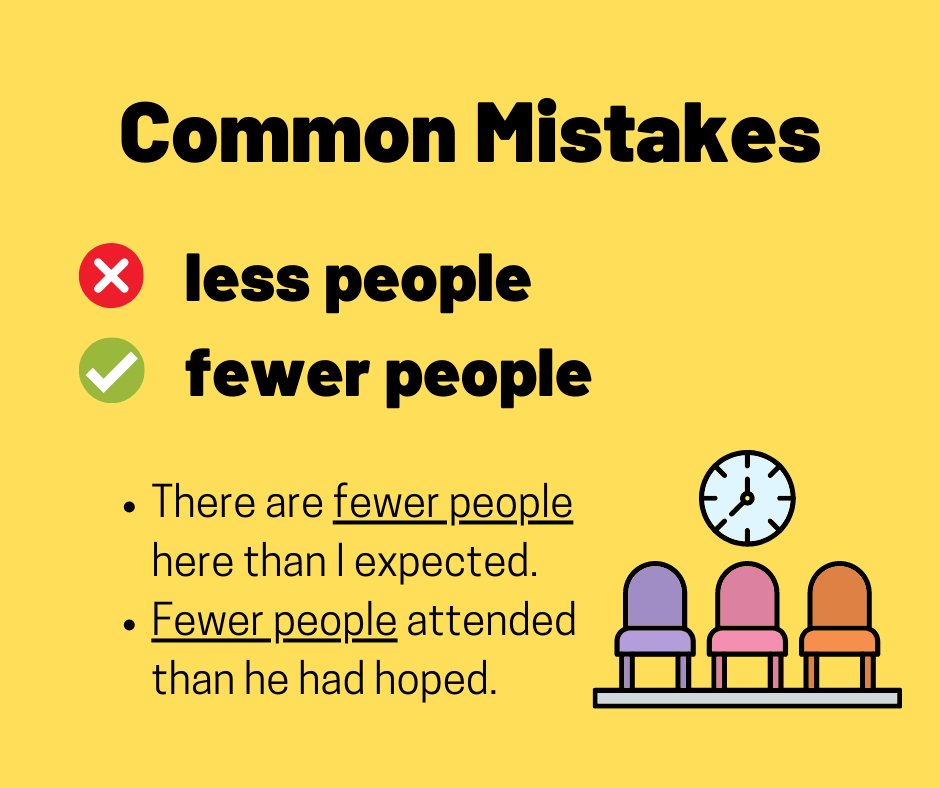 Common Mistakes
less people
fewer people
• There are fewer people
here than I expected.
• Fewer people attended
than he had hoped.